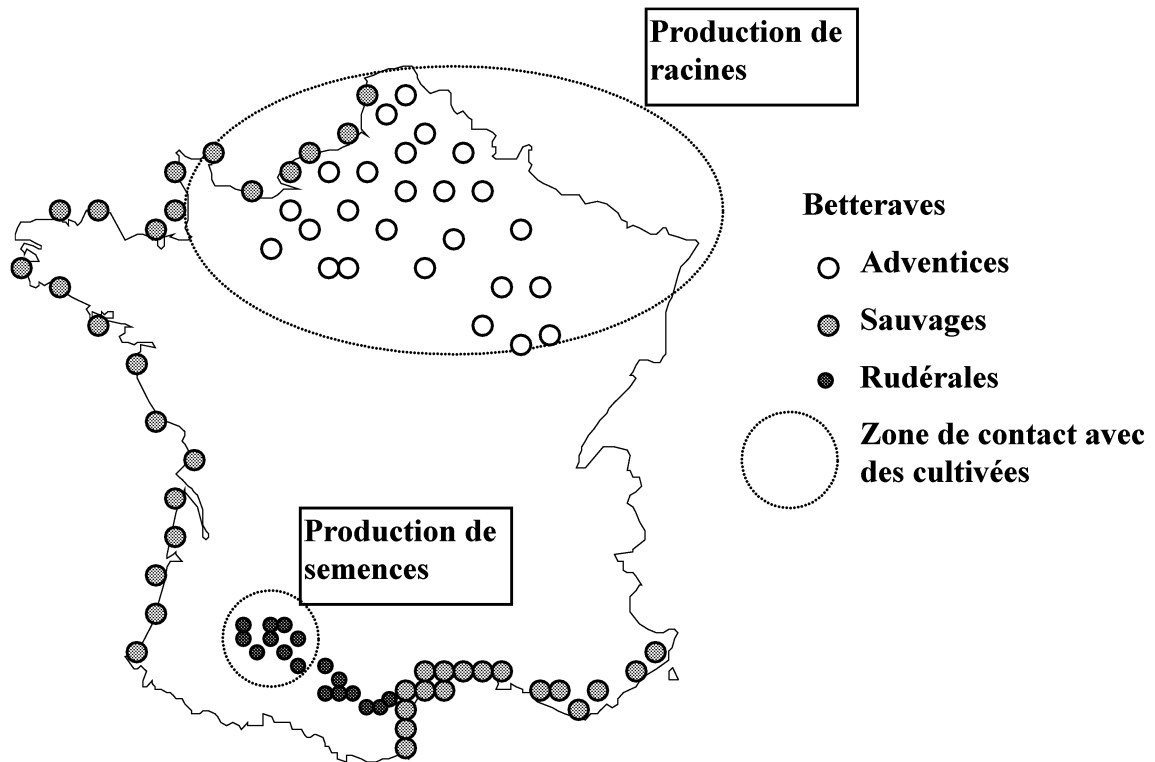 Production de
racines
Betteraves
Adventices
Sauvages
Rudérales
Zone de contact avec
des cultivées
Production de
semences